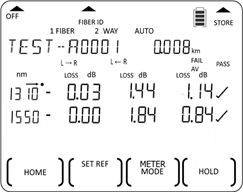 OFF FIBER ID STORE
1 FIBER 2 WAY AUTO
TEST--A0001 0.008 km
L→R L←R FAIL PASS
AV
nm LOSS dB LOSS dB LOSS dB
1310- 0.03 1.44 1.14 ✓
1550- 0.00 1.84 0.84 ✓
HOME SET REF METER MODE HOLD